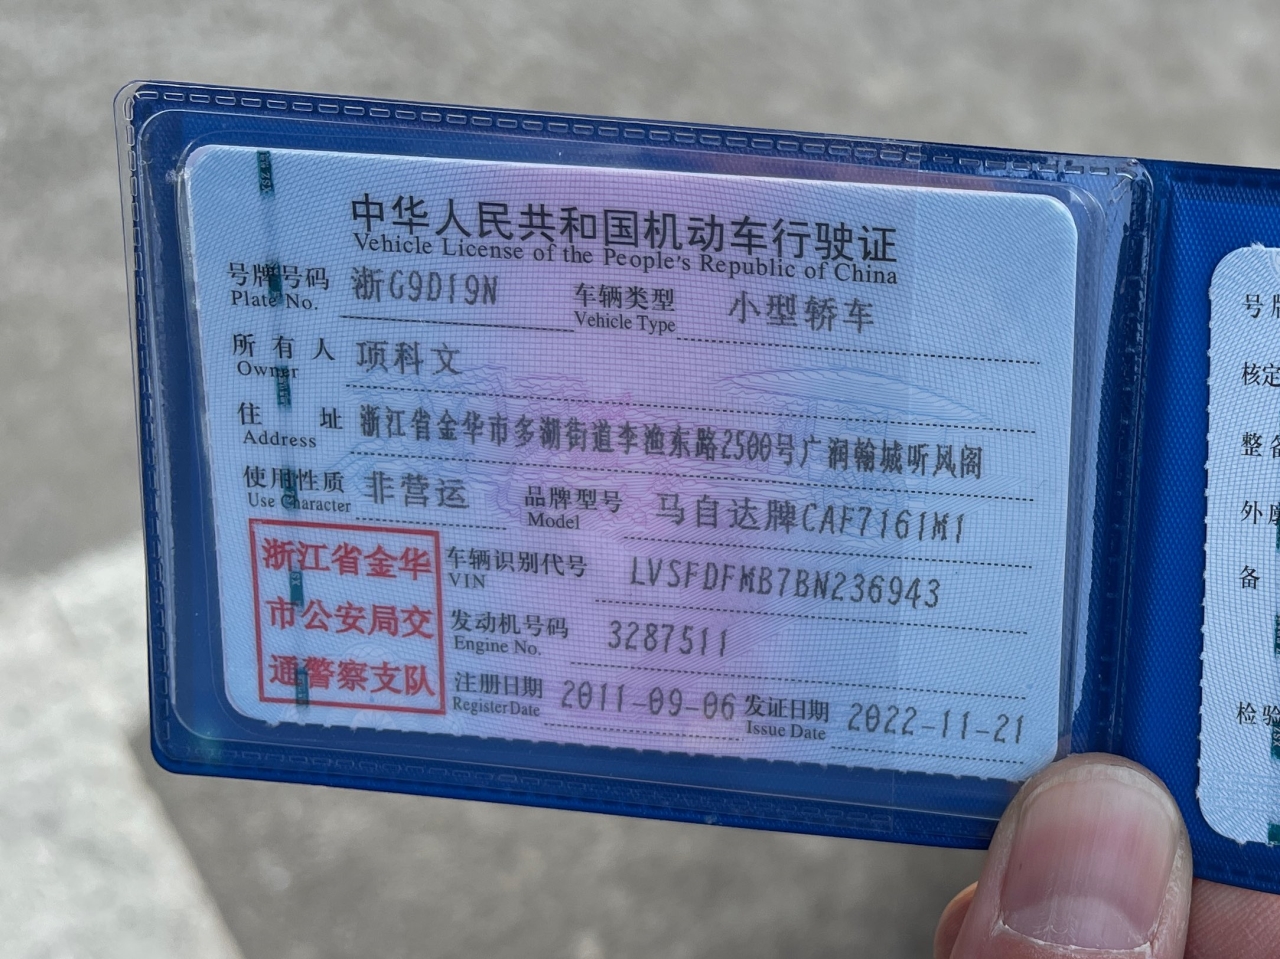 中华人民共和国机动车行驶证
Vehicle License of the People's Republic of China
号牌号码 浙G9D19N 车辆类型 小型轿车
Plate No. Vehicle Type
所有人 项科文
Owner
住址 浙江省金华市多湖街道李渔东路2500号广润翰城听风阁
Address
使用性质 非营运 品牌型号 马自达牌CAF7161M1
Use Character Model
浙江省金华
市公安局交
通警察支队
车辆识别代号 LVSFDFMB7BN236943
VIN
发动机号码 3287511
Engine No.
注册日期 2011-09-06 发证日期 2022-11-21
Register Date Issue Date
号
核定
整备
外
备
检验